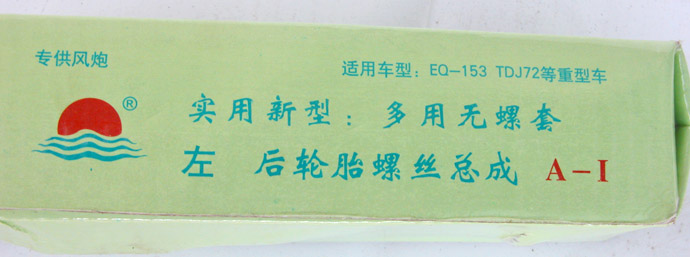 专供风炮
适用车型：EQ-153 TDJ72等重型车
®
实用新型：多用无螺套
左 后轮胎螺丝总成 A-I